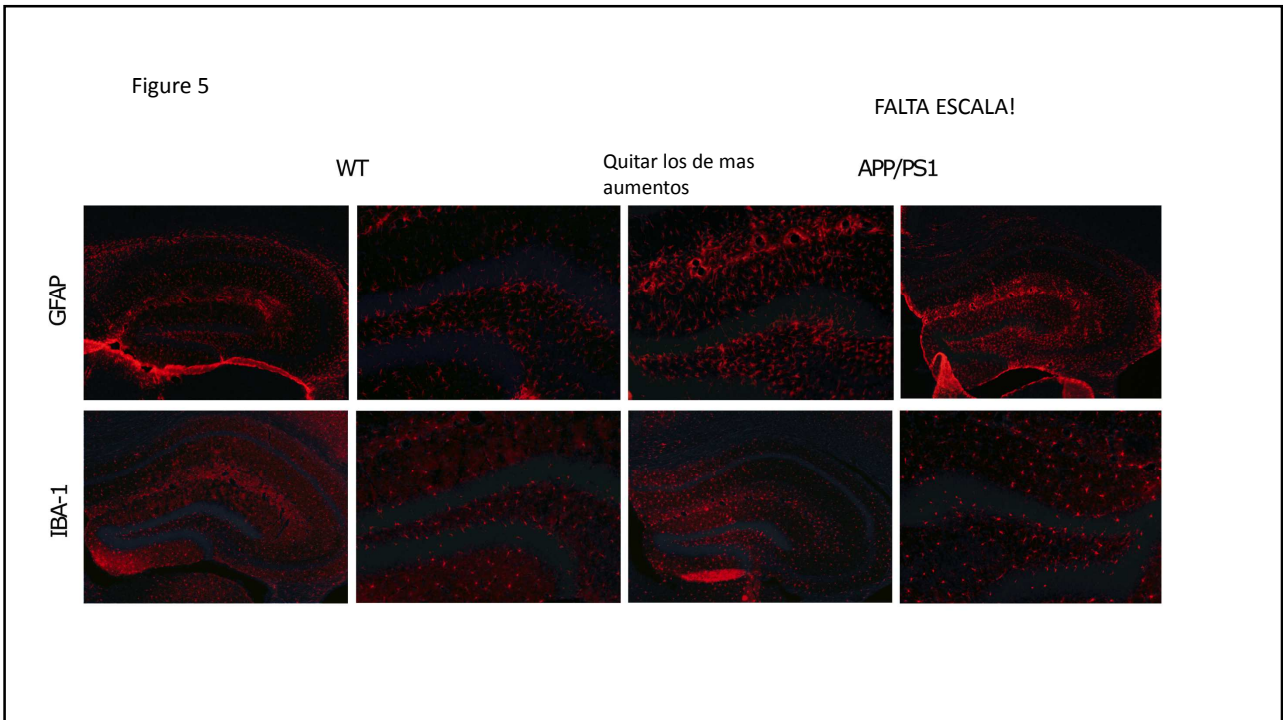 Figure 5
FALTA ESCALA!
WT
Quitar los de mas
aumentos
APP/PS1
GFAP
IBA-1